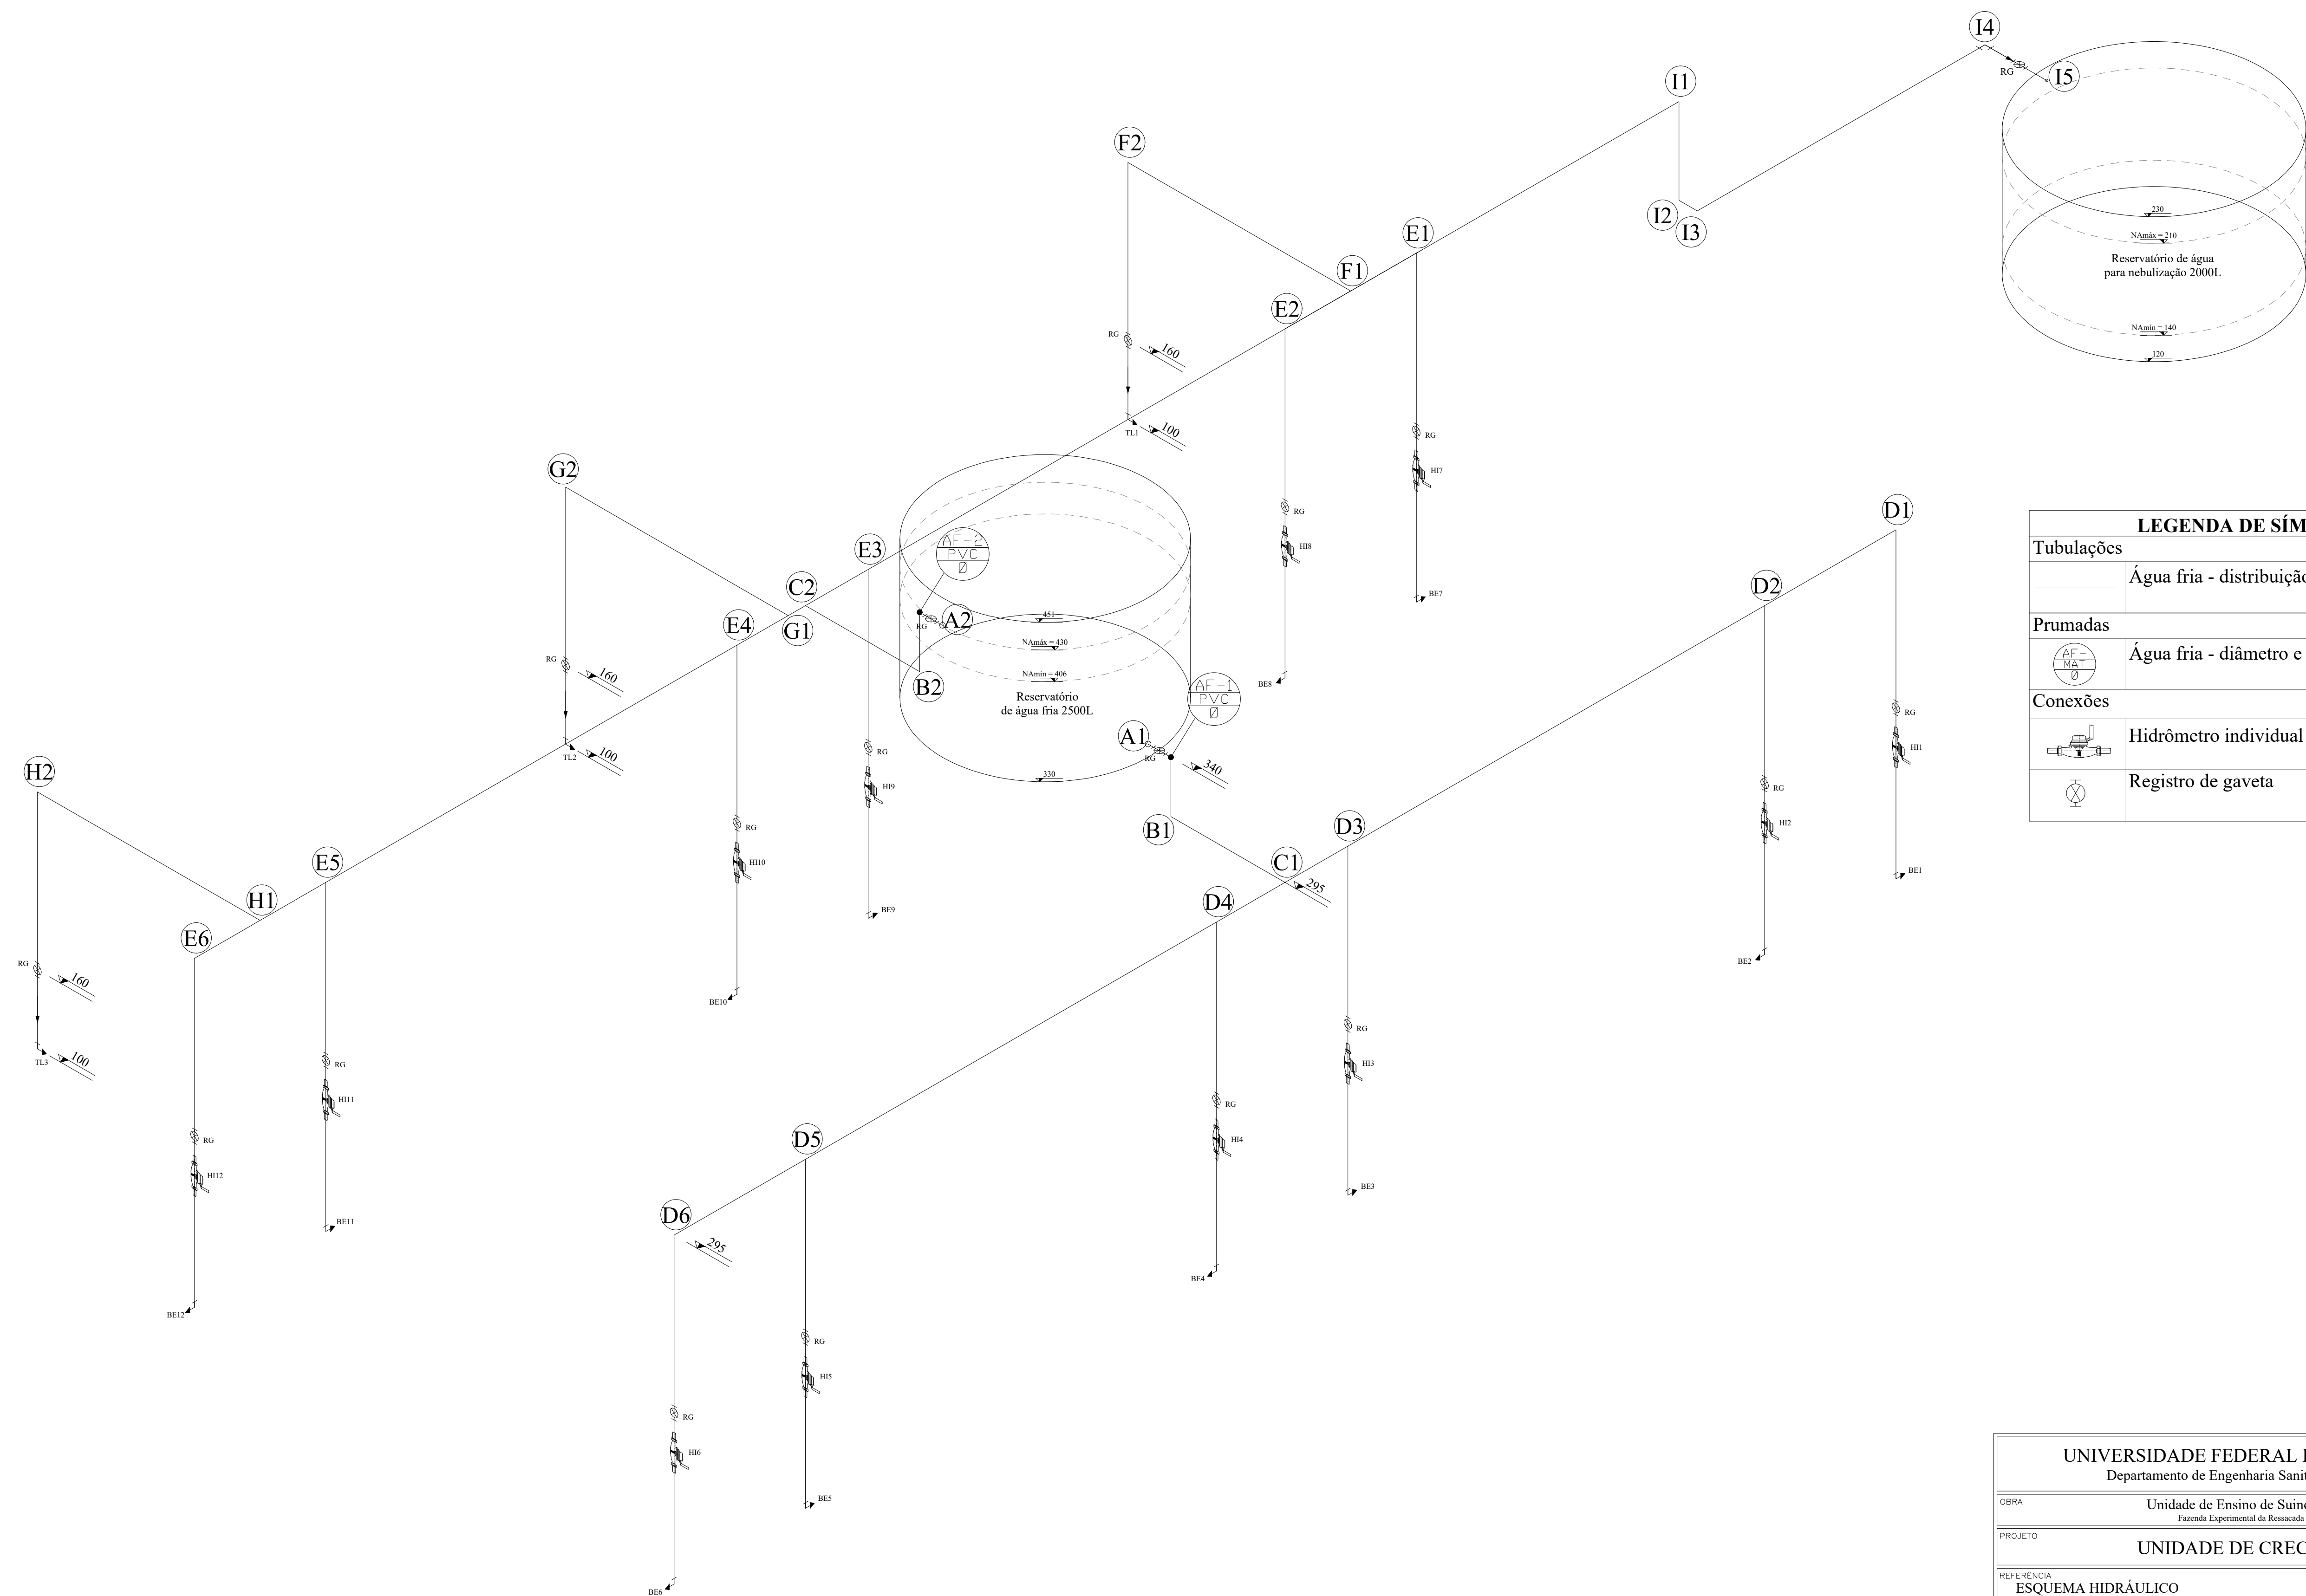 I4
RG
I5
I1
F2
I2
I3
230
NAmáx = 210
Reservatório de água
para nebulização 2000L
NAmín = 140
120
E1
F1
E2
RG
160
TL1
100
RG
HI7
RG
HI8
BE7
BE8
G2
RG
160
TL2
100
E3
C2
G1
E4
AF-2
PVC
Ø
A2
RG
B2
451
NAmáx = 430
NAmín = 406
Reservatório
de água fria 2500L
330
AF-1
PVC
Ø
A1
RG
340
B1
C1
295
D1
D2
D3
D4
RG
HI1
BE1
RG
HI2
BE2
LEGENDA DE SÍM
Tubulações
Água fria - distribuição
Prumadas
AF-
MAT
Ø
Água fria - diâmetro e
Conexões
Hidrômetro individual
Registro de gaveta
H2
RG
160
TL3
100
H1
E5
E6
RG
HI9
BE9
RG
HI10
BE10
RG
HI11
BE11
RG
HI12
BE12
RG
HI3
BE3
RG
HI4
BE4
D5
D6
295
RG
HI5
BE5
RG
HI6
BE6
UNIVERSIDADE FEDERAL
Departamento de Engenharia Sanit
OBRA
Unidade de Ensino de Suino
Fazenda Experimental da Ressacada
PROJETO
UNIDADE DE CREC
REFERÊNCIA
ESQUEMA HIDRÁULICO